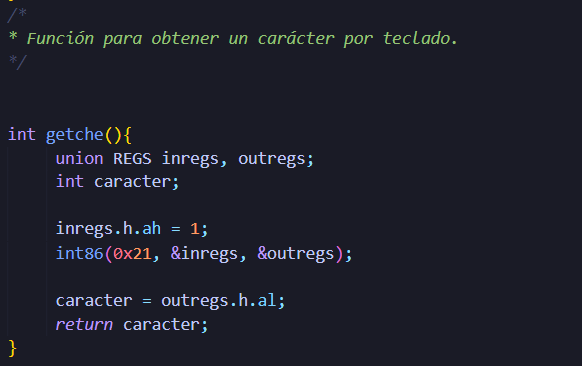 /*
* Función para obtener un carácter por teclado.
*/
int getche(){
union REGS inregs, outregs;
int caracter;
inregs.h.ah = 1;
int86(0x21, &inregs, &outregs);
caracter = outregs.h.al;
return caracter;
}